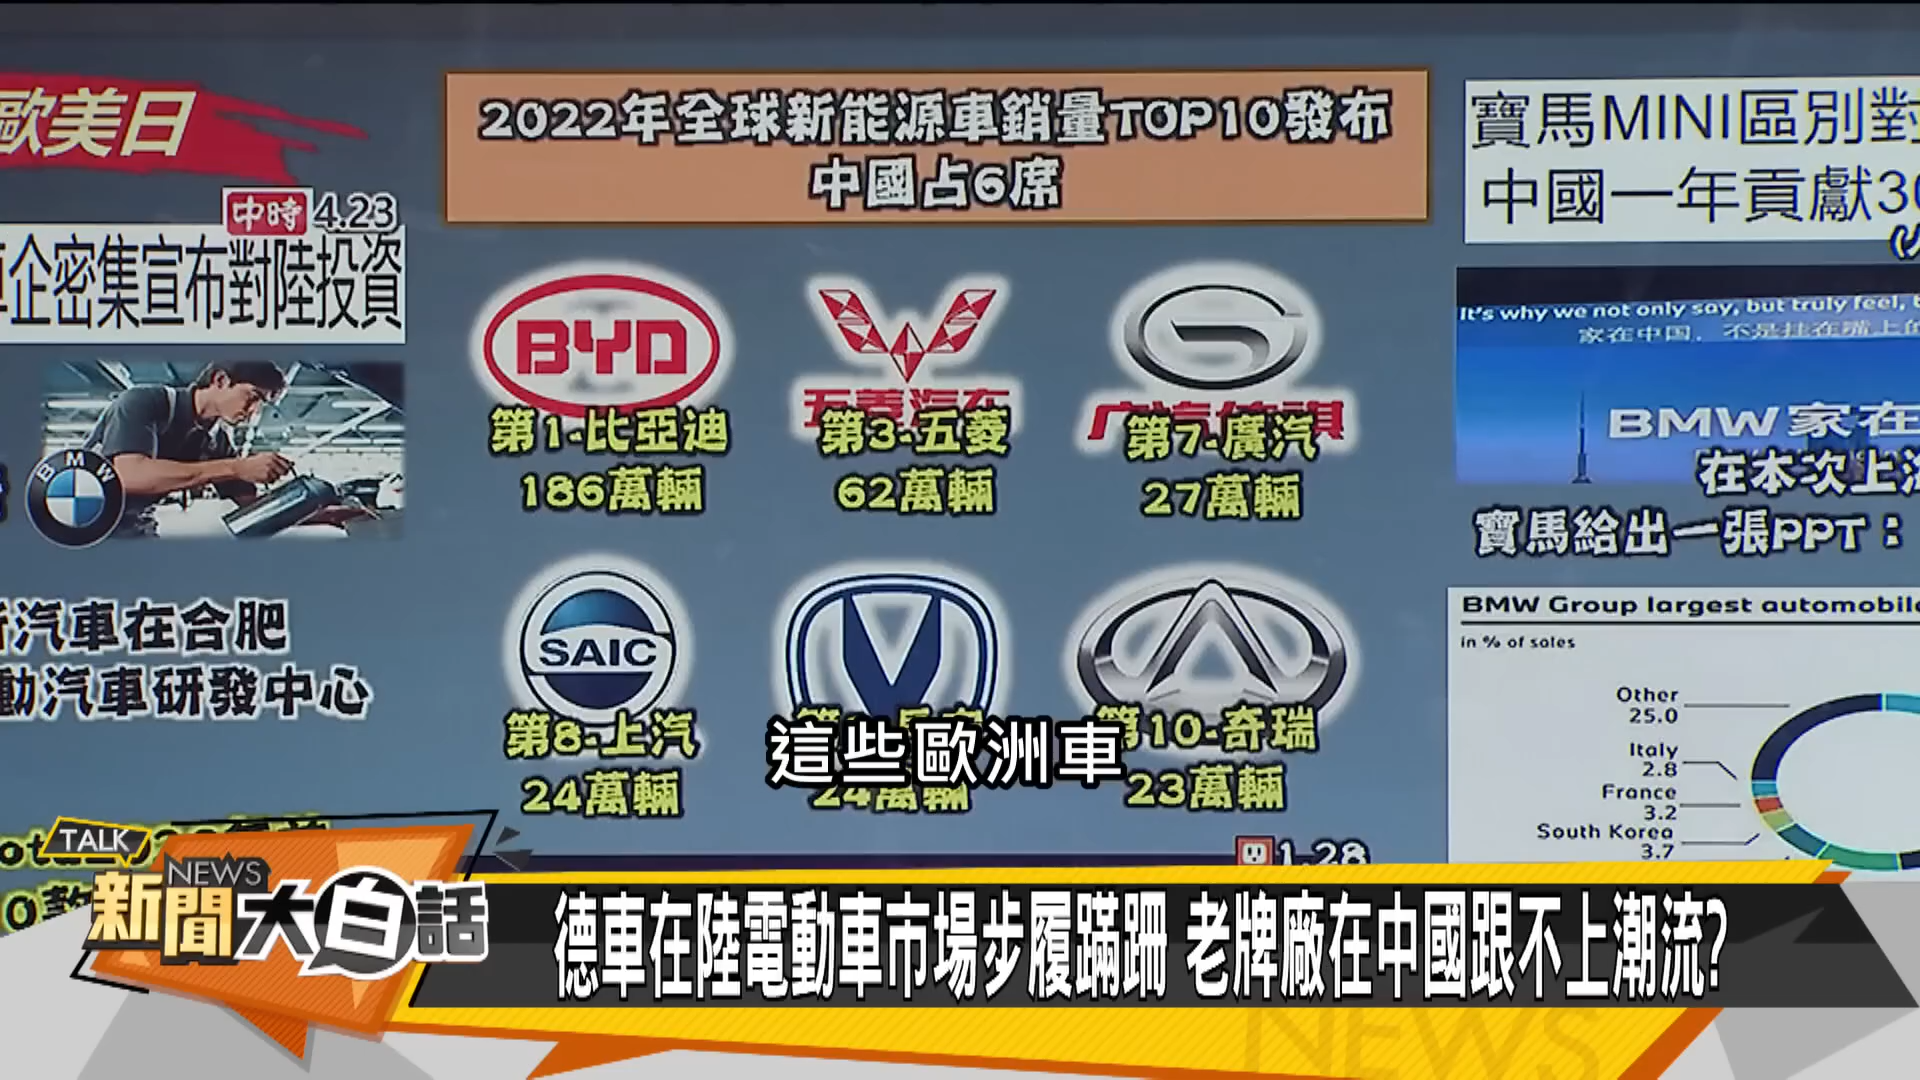 歐美日
中時 4.23
企密集宣布對陸投資
BMW
汽車在合肥
動汽車研發中心
2022年全球新能源車銷量TOP10發布
中國占6席
BYD
第1-比亞迪
186萬輛
第3-五菱
62萬輛
第7-廣汽
27萬輛
SAIC
第8-上汽
24萬輛
24萬輛
第10-奇瑞
23萬輛
1.28
寶馬MINI區別對
中國一年貢獻30
It's why we not only say, but truly feel,
家在中国，不是挂在嘴上的
BMW 家在
在本次上海
寶馬給出一張PPT：
BMW Group largest automobile
in % of sales
Other
25.0
Italy
2.8
France
3.2
South Korea
3.7
這些歐洲車
TALK
NEWS
新聞大白話
德車在陸電動車市場步履蹣跚 老牌廠在中國跟不上潮流?
NEWS